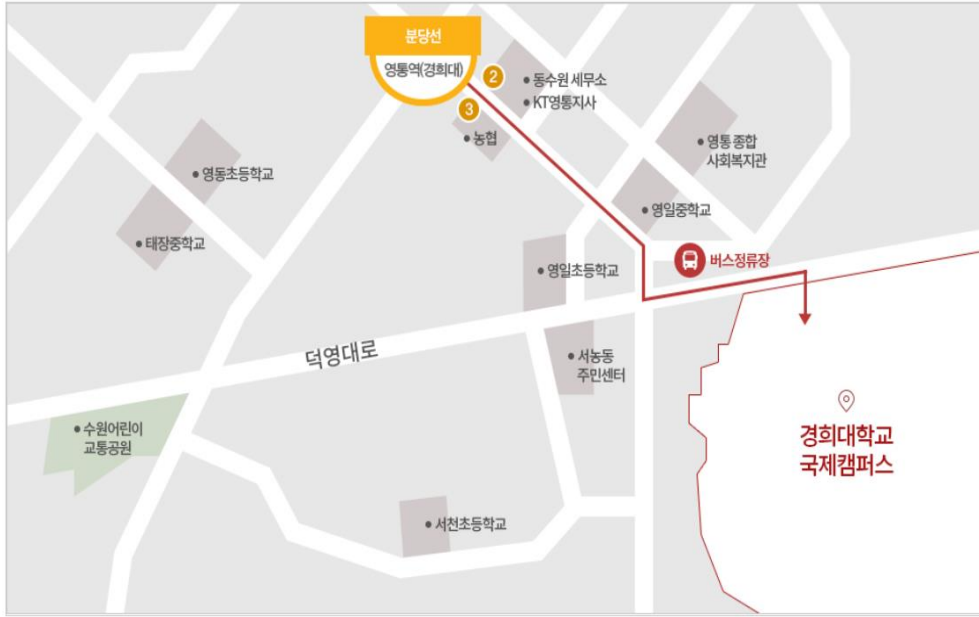 분당선
영통역(경희대)
2
3
• 동수원 세무소
• KT영통지사
• 농협
• 영통 종합
사회복지관
• 영동초등학교
• 영일중학교
• 태장중학교
버스정류장
• 영일초등학교
덕영대로
• 서농동
주민센터
• 수원어린이
교통공원
경희대학교
국제캠퍼스
• 서천초등학교